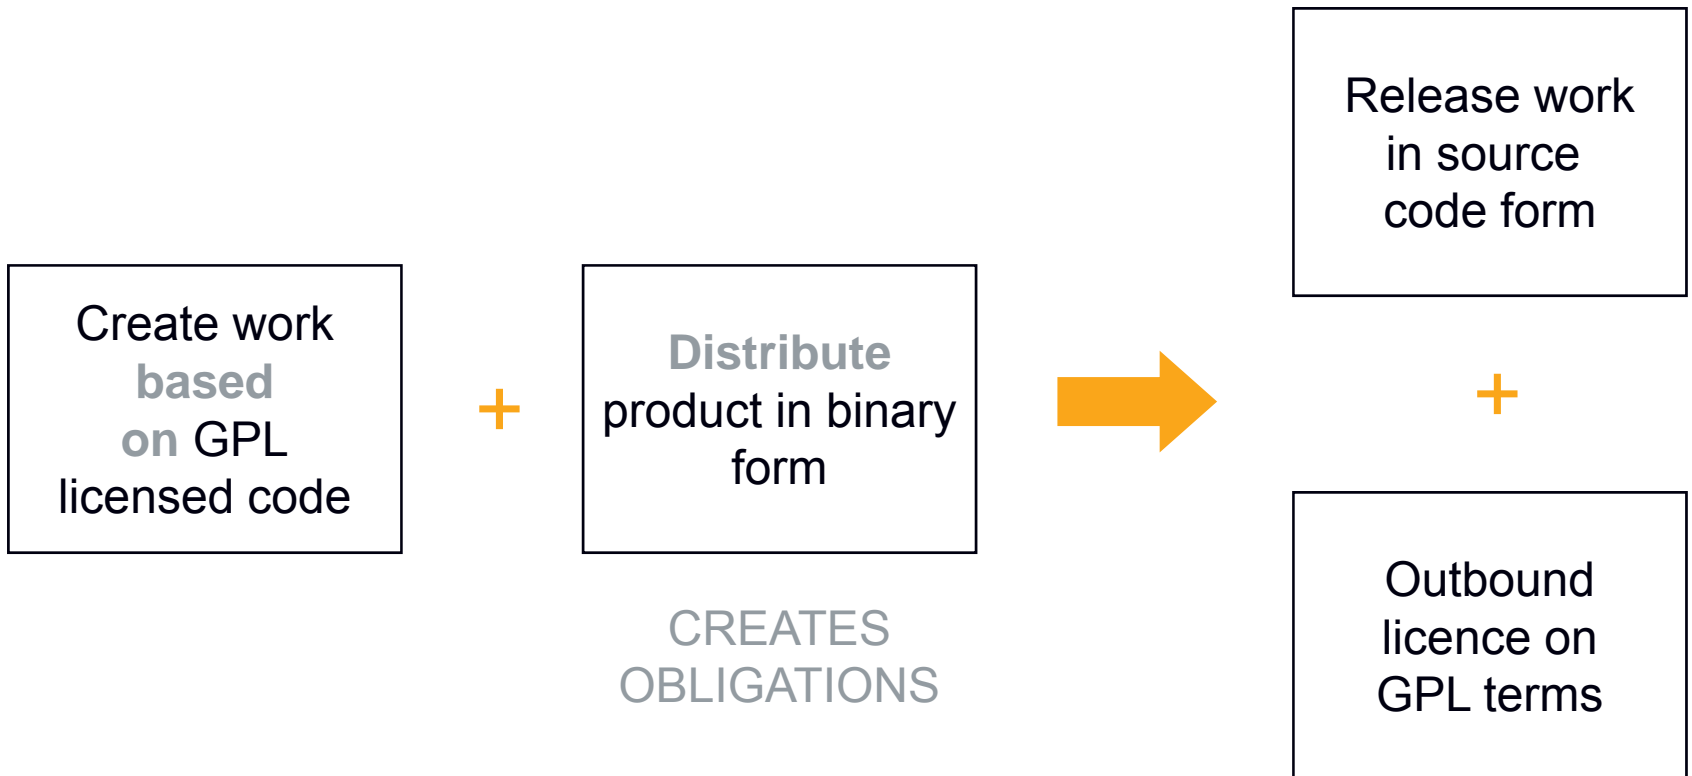 Create work
based
on GPL
licensed code
+
Distribute
product in binary
form
CREATES
OBLIGATIONS
Release work
in source
code form
+
Outbound
licence on
GPL terms